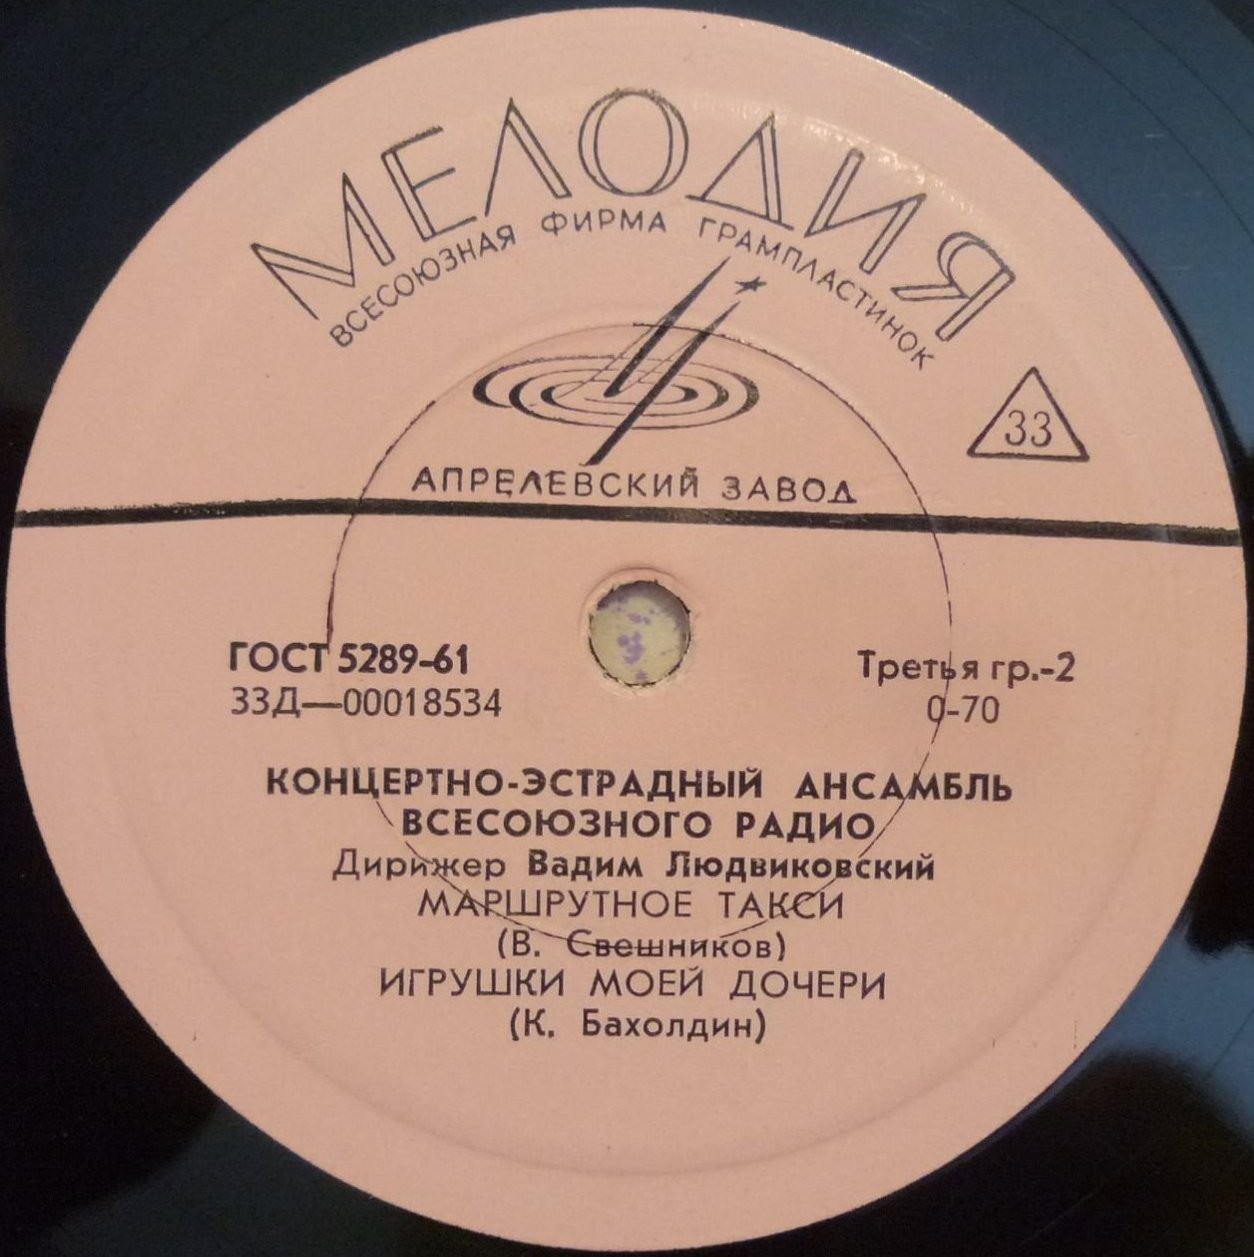 МЕЛОДИЯ
ВСЕСОЮЗНАЯ ФИРМА ГРАМПЛАСТИНОК
33
АПРЕЛЕВСКИЙ ЗАВОД
ГОСТ 5289-61
33Д—00018534
Третья гр.-2
0-70
КОНЦЕРТНО-ЭСТРАДНЫЙ АНСАМБЛЬ
ВСЕСОЮЗНОГО РАДИО
Дирижер Вадим Людвиковский
МАРШРУТНОЕ ТАКСИ
(В. Свешников)
ИГРУШКИ МОЕЙ ДОЧЕРИ
(К. Бахолдин)